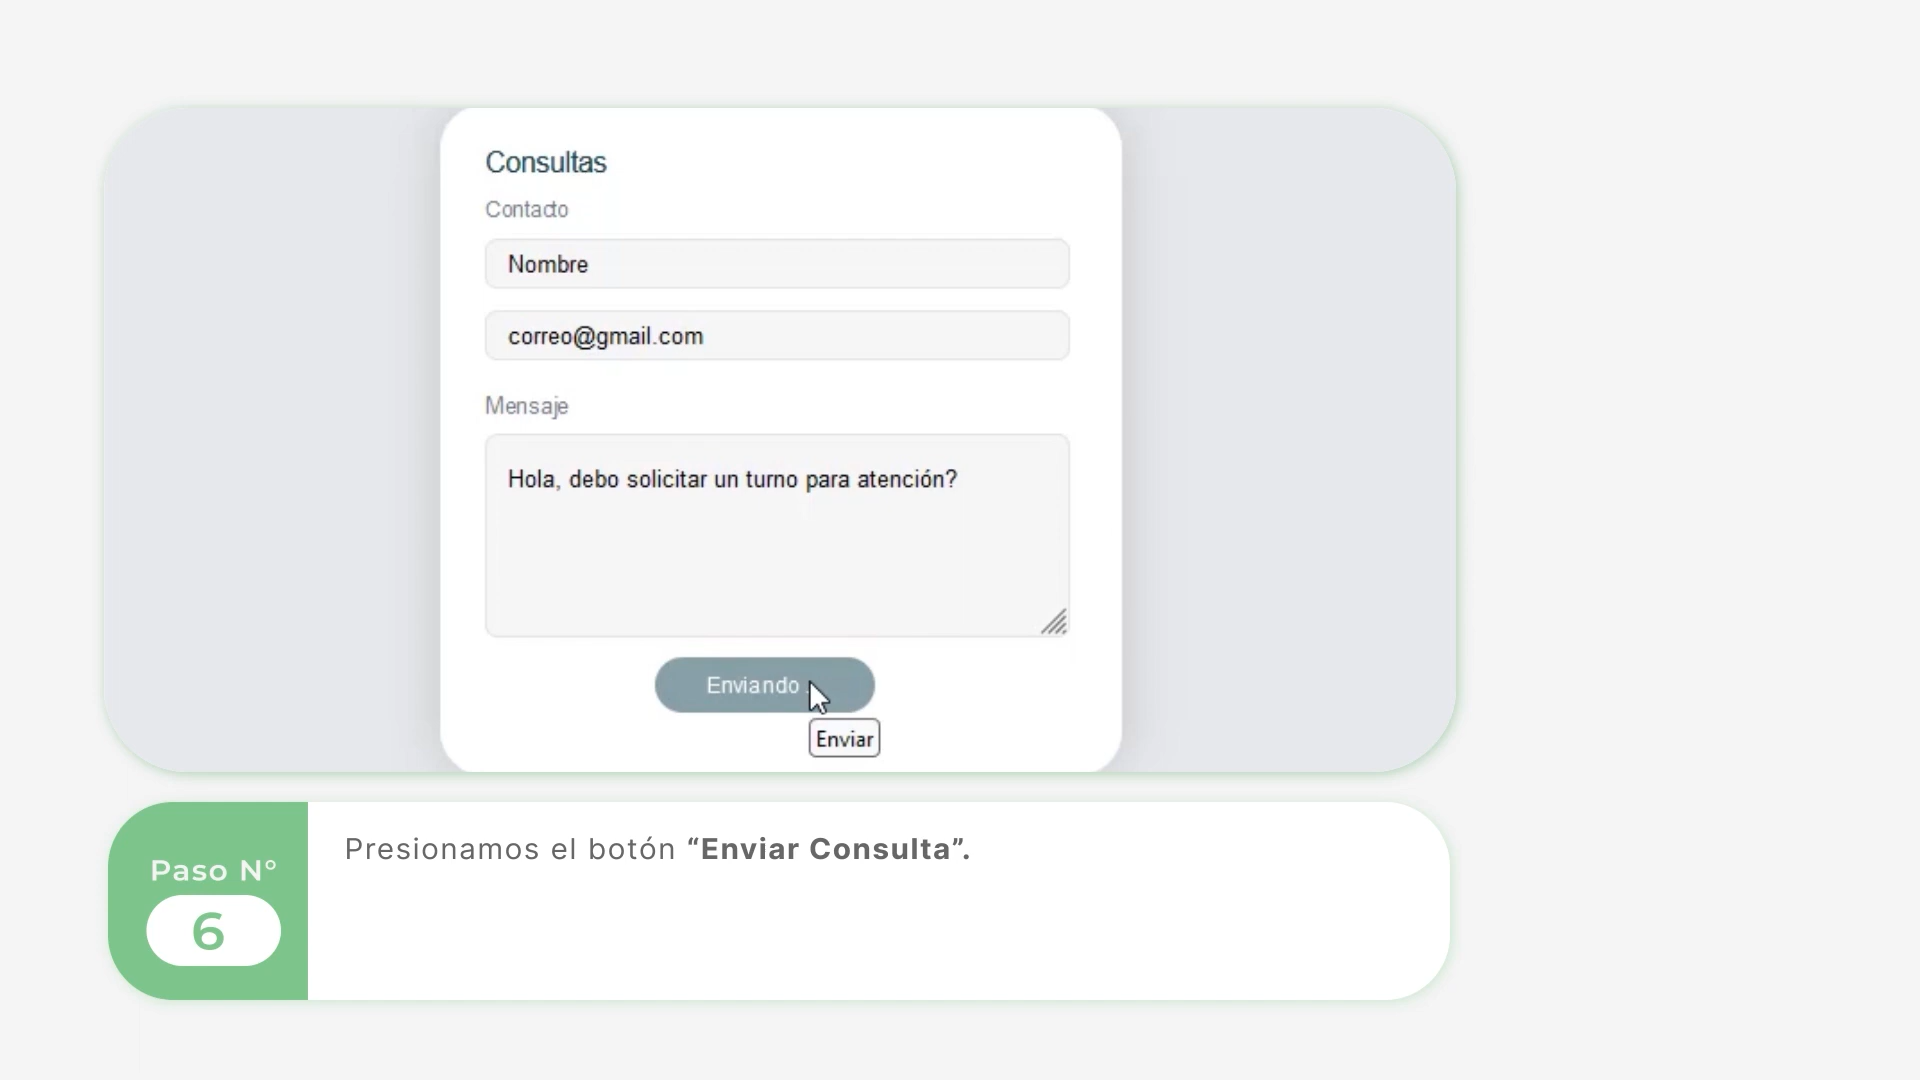 Consultas
Contacto
Nombre
correo@gmail.com
Mensaje
Hola, debo solicitar un turno para atención?
Enviando .
Enviar
Paso N°
6
Presionamos el botón “Enviar Consulta”.